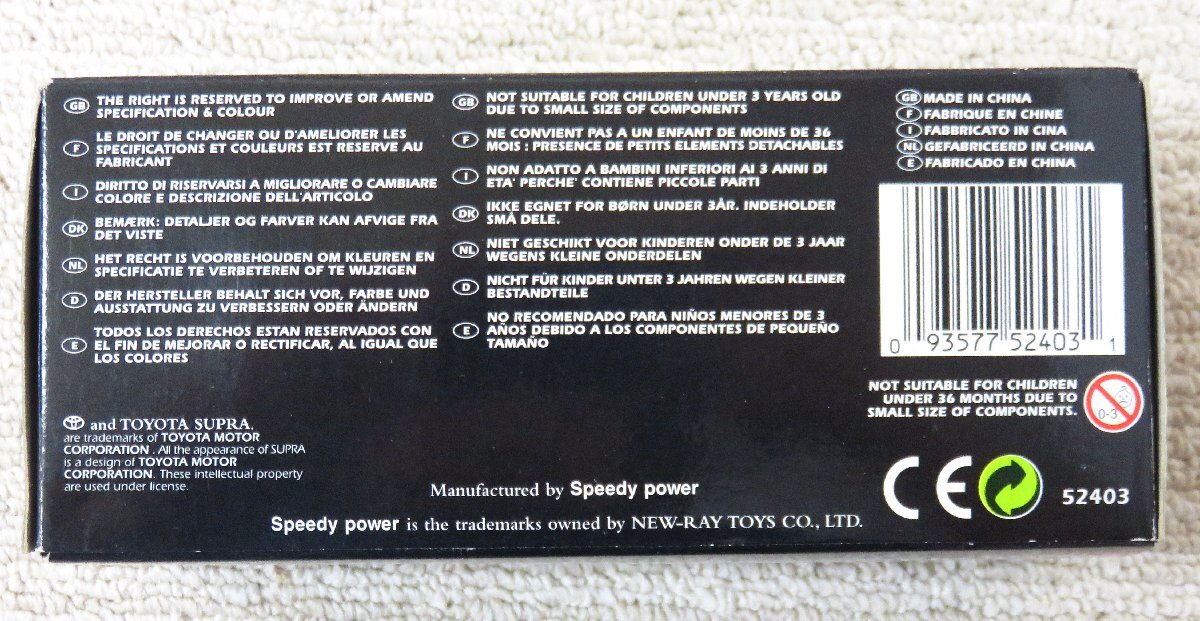 GB THE RIGHT IS RESERVED TO IMPROVE OR AMEND
SPECIFICATION & COLOUR
F LE DROIT DE CHANGER OU D'AMELIORER LES
SPECIFICATIONS ET COULEURS EST RESERVE AU
FABRICANT
I DIRITTO DI RISERVARSI A MIGLIORARE O CAMBIARE
COLORE E DESCRIZIONE DELL'ARTICOLO
DK BEMÆRK: DETALJER OG FARVER KAN AFVIGE FRA
DET VISTE
NL HET RECHT IS VOORBEHOUDEN OM KLEUREN EN
SPECIFICATIE TE VERBETEREN OF TE WIJZIGEN
D DER HERSTELLER BEHALT SICH VOR, FARBE UND
AUSSTATTUNG ZU VERBESSERN ODER ÄNDERN
E TODOS LOS DERECHOS ESTAN RESERVADOS CON
EL FIN DE MEJORAR O RECTIFICAR, AL IGUAL QUE
LOS COLORES
GB NOT SUITABLE FOR CHILDREN UNDER 3 YEARS OLD
DUE TO SMALL SIZE OF COMPONENTS
F NE CONVIENT PAS A UN ENFANT DE MOINS DE 36
MOIS : PRESENCE DE PETITS ELEMENTS DETACHABLES
I NON ADATTO A BAMBINI INFERIORI AI 3 ANNI DI
ETA' PERCHE' CONTIENE PICCOLE PARTI
DK IKKE EGNET FOR BØRN UNDER 3ÅR. INDEHOLDER
SMÅ DELE.
NL NIET GESCHIKT VOOR KINDEREN ONDER DE 3 JAAR
WEGENS KLEINE ONDERDELEN
D NICHT FÜR KINDER UNTER 3 JAHREN WEGEN KLEINER
BESTANDTEILE
E NO RECOMENDADO PARA NIÑOS MENORES DE 3
AÑOS DEBIDO A LOS COMPONENTES DE PEQUEÑO
TAMAÑO
GB MADE IN CHINA
F FABRIQUE EN CHINE
I FABBRICATO IN CINA
NL GEFABRICEERD IN CHINA
E FABRICADO EN CHINA
0 93577 52403 1
NOT SUITABLE FOR CHILDREN
UNDER 36 MONTHS DUE TO
SMALL SIZE OF COMPONENTS.
0-3
and TOYOTA SUPRA,
are trademarks of TOYOTA MOTOR
CORPORATION . All the appearance of SUPRA
is a design of TOYOTA MOTOR
CORPORATION. These intellectual property
are used under license.
Manufactured by Speedy power
Speedy power is the trademarks owned by NEW-RAY TOYS CO., LTD.
CE
52403